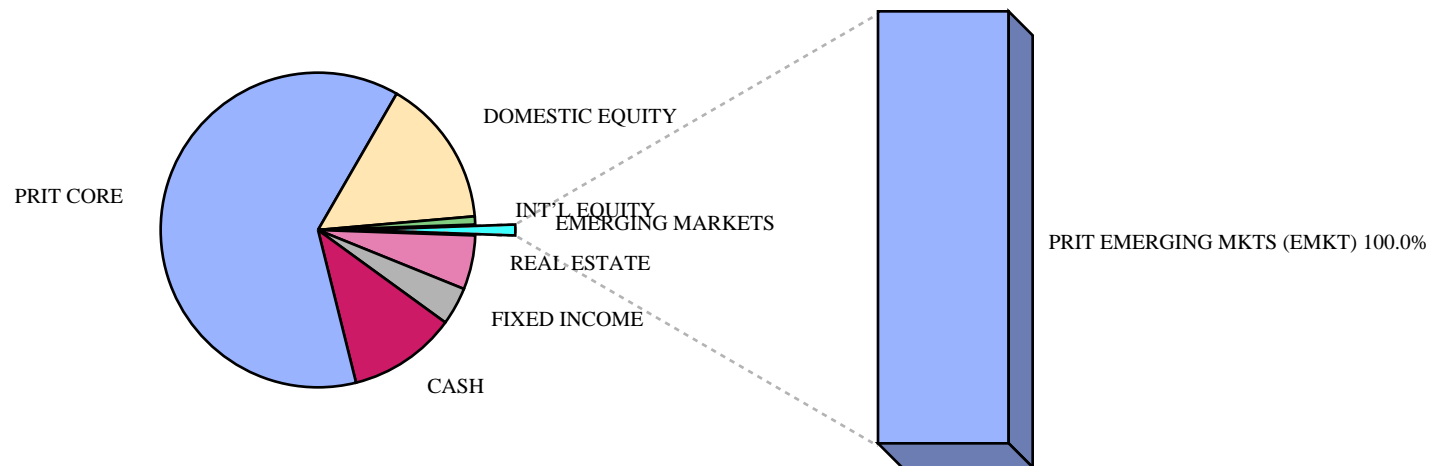 DOMESTIC EQUITY
PRIT CORE
INT'L EQUITY
EMERGING MARKETS
PRIT EMERGING MKTS (EMKT) 100.0%
REAL ESTATE
FIXED INCOME
CASH